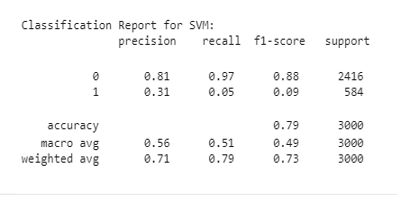 Classification Report for SVM:
precision recall f1-score support
0 0.81 0.97 0.88 2416
1 0.31 0.05 0.09 584
accuracy 0.79 3000
macro avg 0.56 0.51 0.49 3000
weighted avg 0.71 0.79 0.73 3000